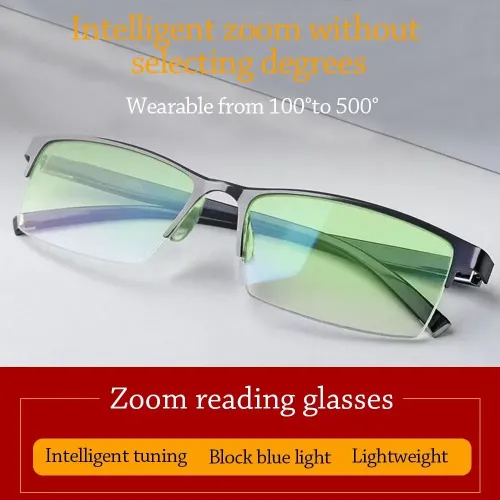 Intelligent zoom without
selecting degrees
Wearable from 100°to 500°
Zoom reading glasses
Intelligent tuning Block blue light Lightweight